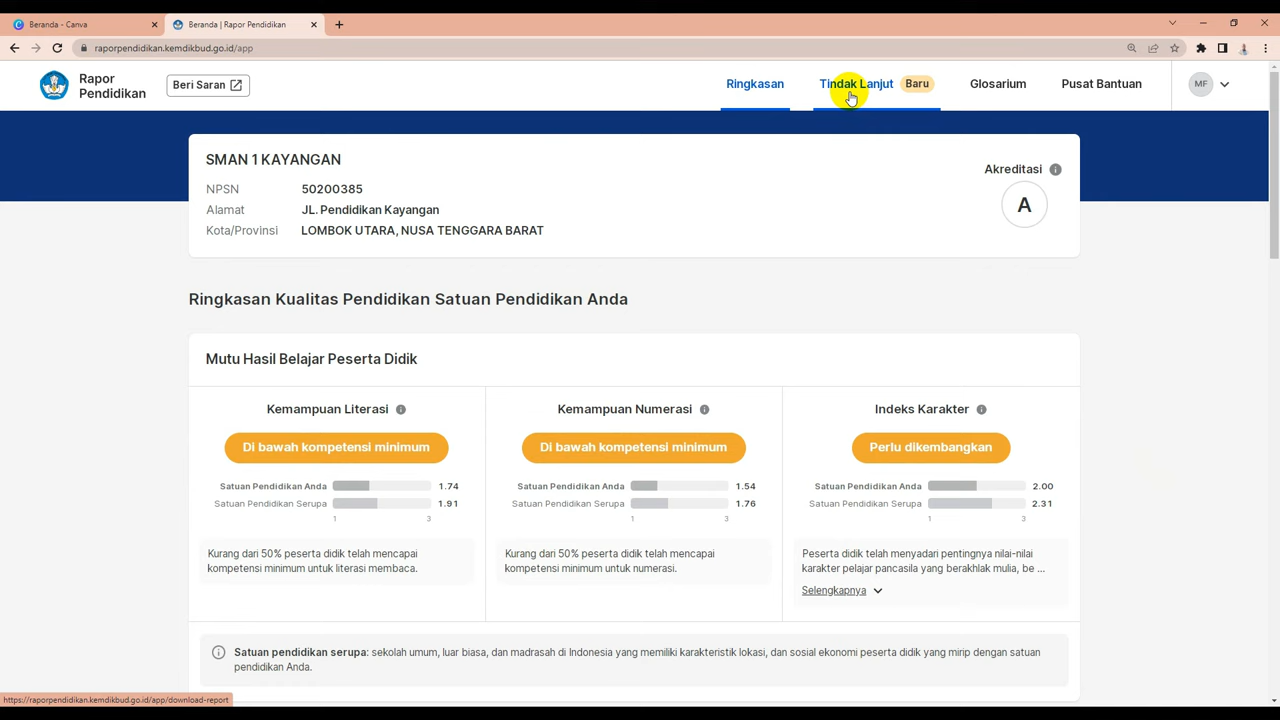 Beranda - Canva
Beranda | Rapor Pendidikan
raporpendidikan.kemdikbud.go.id/app
Rapor
Pendidikan
Beri Saran
Ringkasan
Tindak Lanjut
Baru
Glosarium
Pusat Bantuan
MF
SMAN 1 KAYANGAN
NPSN 50200385
Alamat JL. Pendidikan Kayangan
Kota/Provinsi LOMBOK UTARA, NUSA TENGGARA BARAT
Akreditasi
A
Ringkasan Kualitas Pendidikan Satuan Pendidikan Anda
Mutu Hasil Belajar Peserta Didik
Kemampuan Literasi
Di bawah kompetensi minimum
Satuan Pendidikan Anda 1.74
Satuan Pendidikan Serupa 1.91
1 3
Kurang dari 50% peserta didik telah mencapai
kompetensi minimum untuk literasi membaca.
Kemampuan Numerasi
Di bawah kompetensi minimum
Satuan Pendidikan Anda 1.54
Satuan Pendidikan Serupa 1.76
1 3
Kurang dari 50% peserta didik telah mencapai
kompetensi minimum untuk numerasi.
Indeks Karakter
Perlu dikembangkan
Satuan Pendidikan Anda 2.00
Satuan Pendidikan Serupa 2.31
1 3
Peserta didik telah menyadari pentingnya nilai-nilai
karakter pelajar pancasila yang berakhlak mulia, be ...
Selengkapnya
Satuan pendidikan serupa: sekolah umum, luar biasa, dan madrasah di Indonesia yang memiliki karakteristik lokasi, dan sosial ekonomi peserta didik yang mirip dengan satuan
pendidikan Anda.
https://raporpendidikan.kemdikbud.go.id/app/download-report